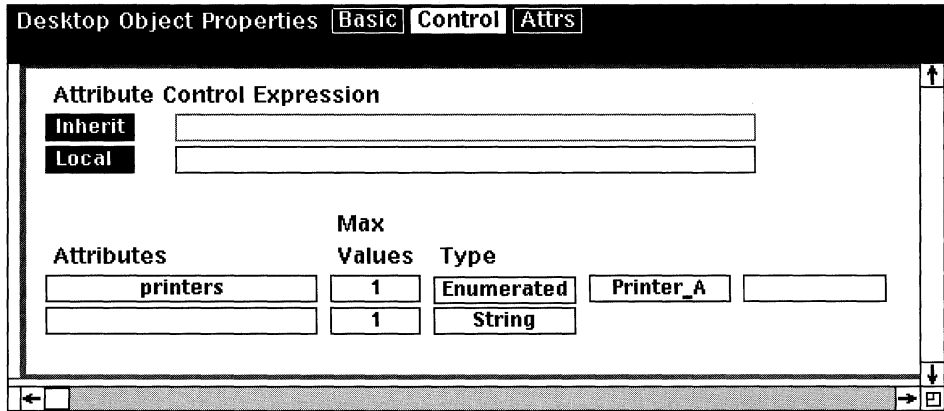 Desktop Object Properties Basic Control Attrs
Attribute Control Expression
Inherit
Local
Max
Attributes Values Type
printers 1 Enumerated Printer_A
1 String